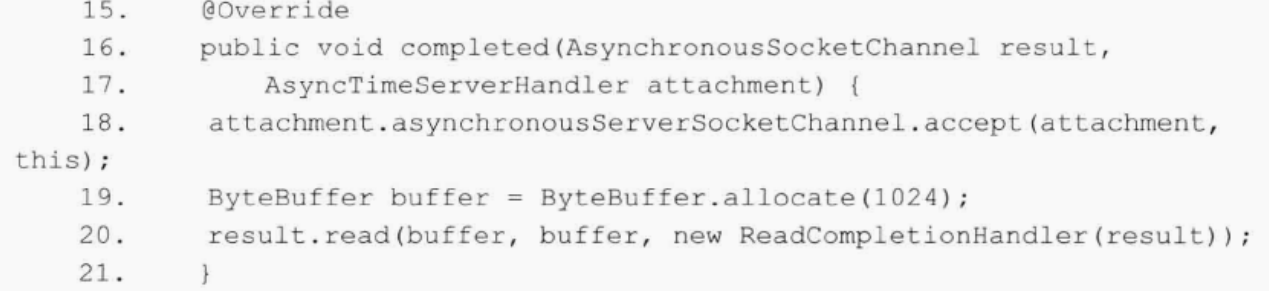 15. @Override
16. public void completed(AsynchronousSocketChannel result,
17. AsyncTimeServerHandler attachment) {
18. attachment.asynchronousServerSocketChannel.accept(attachment,
this);
19. ByteBuffer buffer = ByteBuffer.allocate(1024);
20. result.read(buffer, buffer, new ReadCompletionHandler(result));
21. }